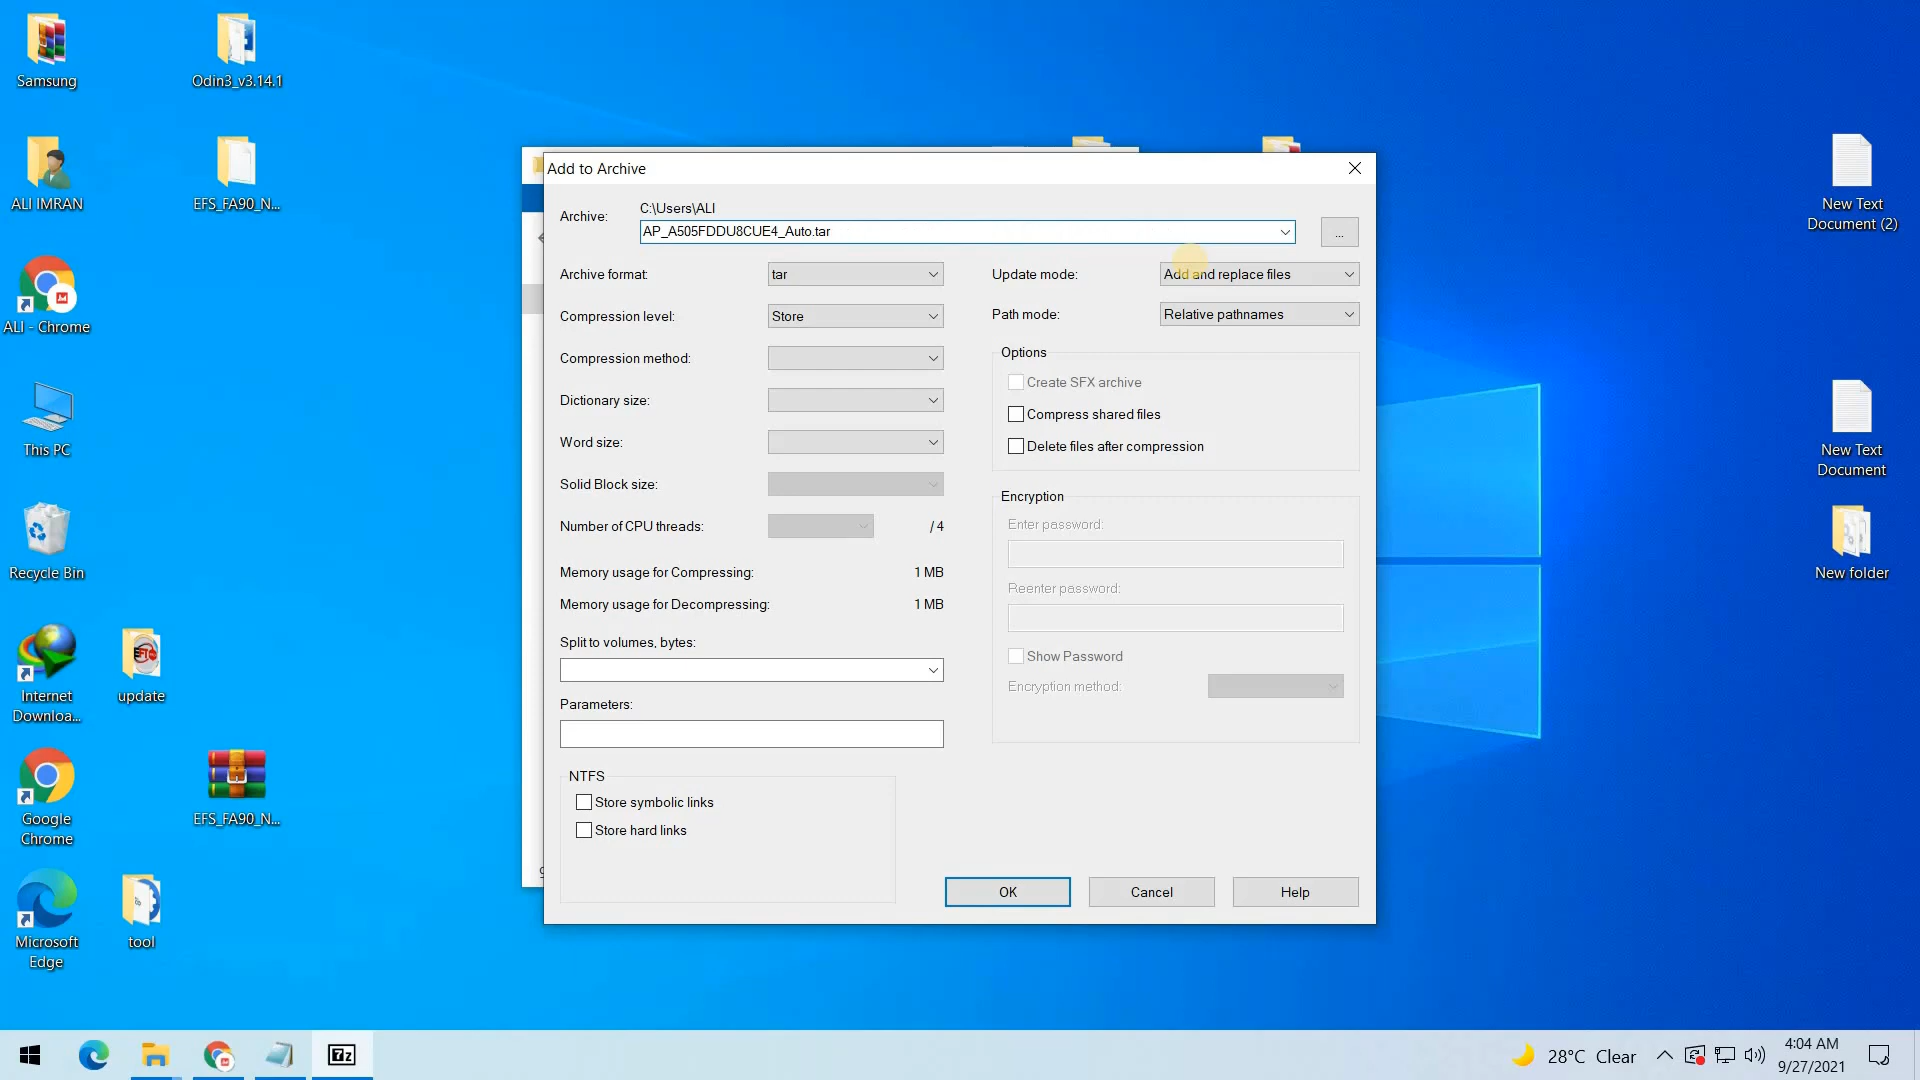 Samsung
Odin3_v3.14.1
ALI IMRAN
EFS_FA90_N...
ALI - Chrome
This PC
Recycle Bin
Internet
Downloa...
update
Google
Chrome
EFS_FA90_N...
Microsoft
Edge
tool
Add to Archive
Archive:
C:\Users\ALI
AP_A505FDDU8CUE4_Auto.tar
...
Archive format:
tar
Compression level:
Store
Compression method:
Dictionary size:
Word size:
Solid Block size:
Number of CPU threads:
/ 4
Memory usage for Compressing:
1 MB
Memory usage for Decompressing:
1 MB
Split to volumes, bytes:
Parameters:
NTFS
Store symbolic links
Store hard links
Update mode:
Add and replace files
Path mode:
Relative pathnames
Options
Create SFX archive
Compress shared files
Delete files after compression
Encryption
Enter password:
Reenter password:
Show Password
Encryption method:
OK
Cancel
Help
New Text
Document (2)
New Text
Document
New folder
7z
28°C Clear
4:04 AM
9/27/2021